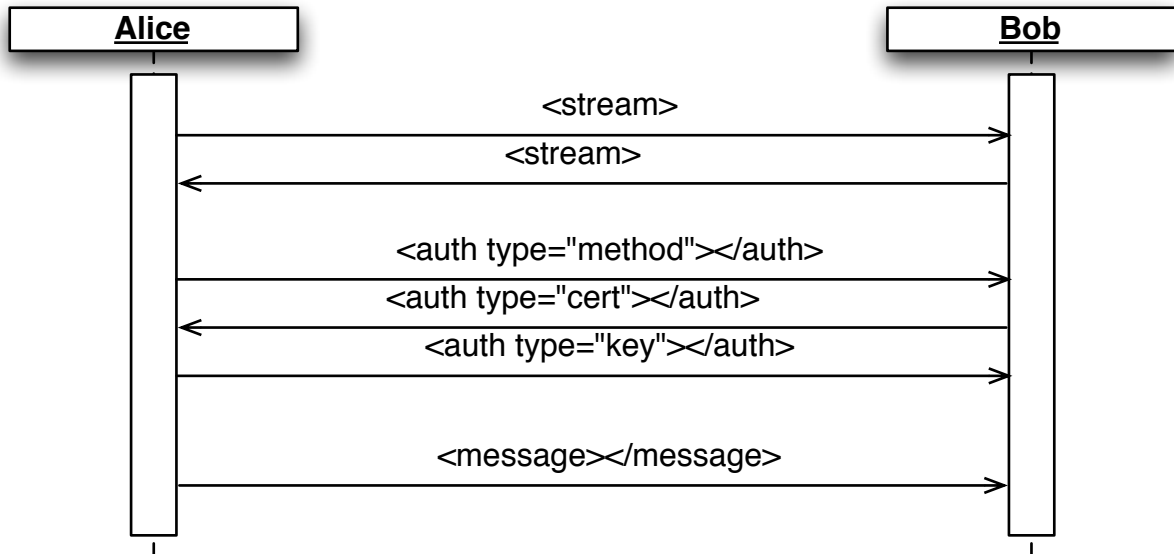 Alice
Bob
<stream>
<stream>
<auth type="method"></auth>
<auth type="cert"></auth>
<auth type="key"></auth>
<message></message>